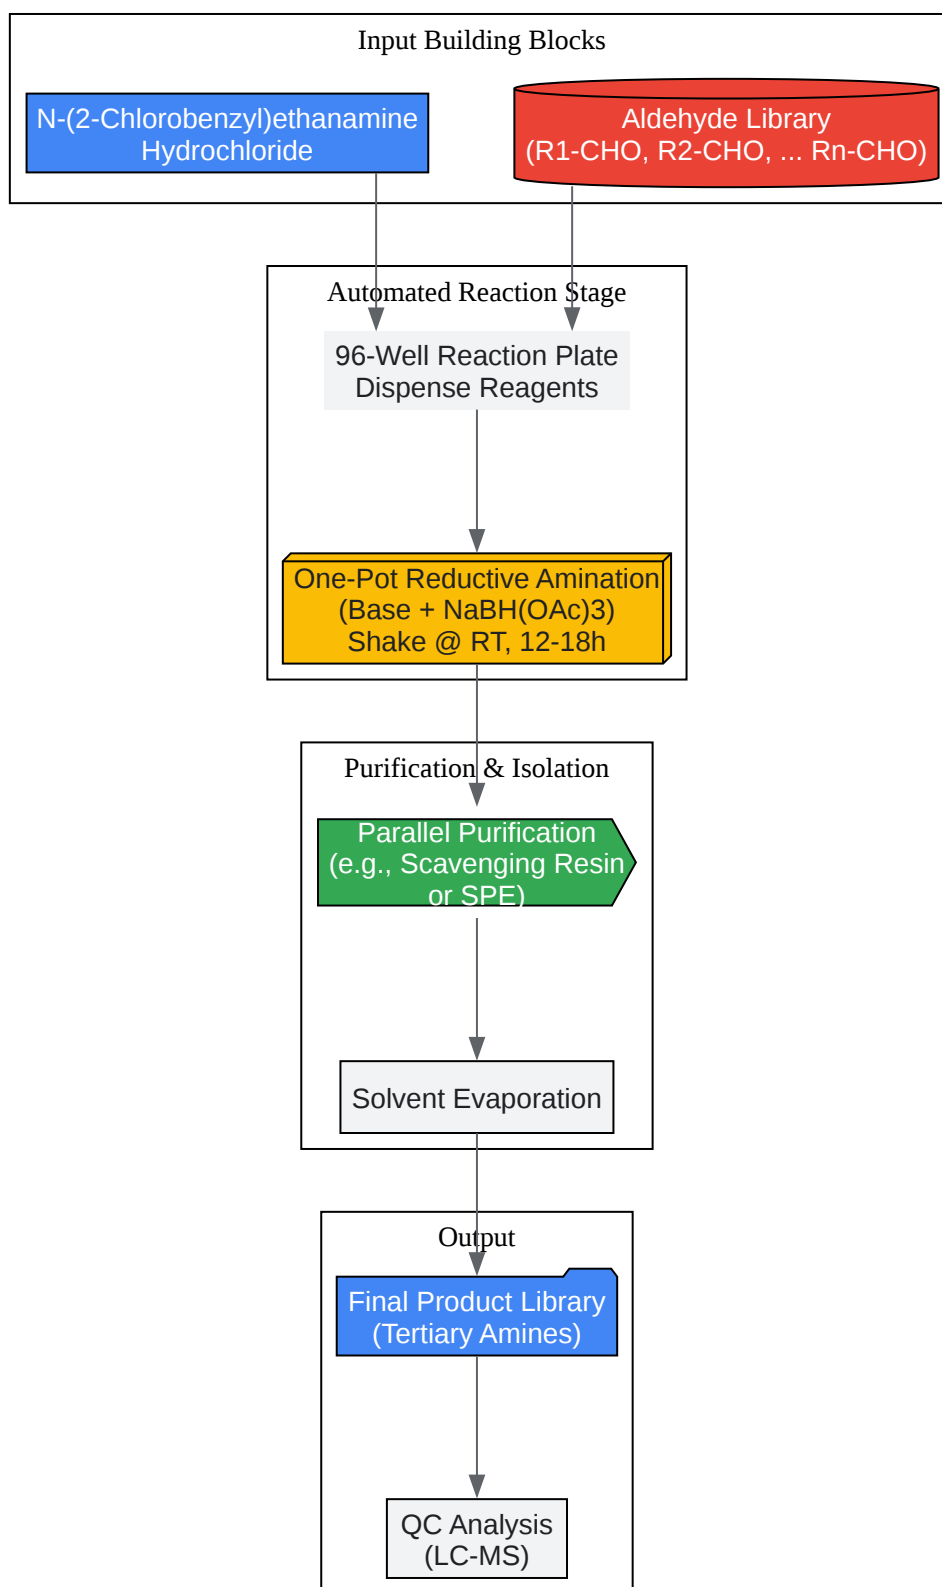 Input Building Blocks
N-(2-Chlorobenzyl)ethanamine
Hydrochloride
Aldehyde Library
(R1-CHO, R2-CHO, ... Rn-CHO)
Automated Reaction Stage
96-Well Reaction Plate
Dispense Reagents
One-Pot Reductive Amination
(Base + NaBH(OAc)3)
Shake @ RT, 12-18h
Purification & Isolation
Parallel Purification
(e.g., Scavenging Resin
or SPE)
Solvent Evaporation
Output
Final Product Library
(Tertiary Amines)
QC Analysis
(LC-MS)